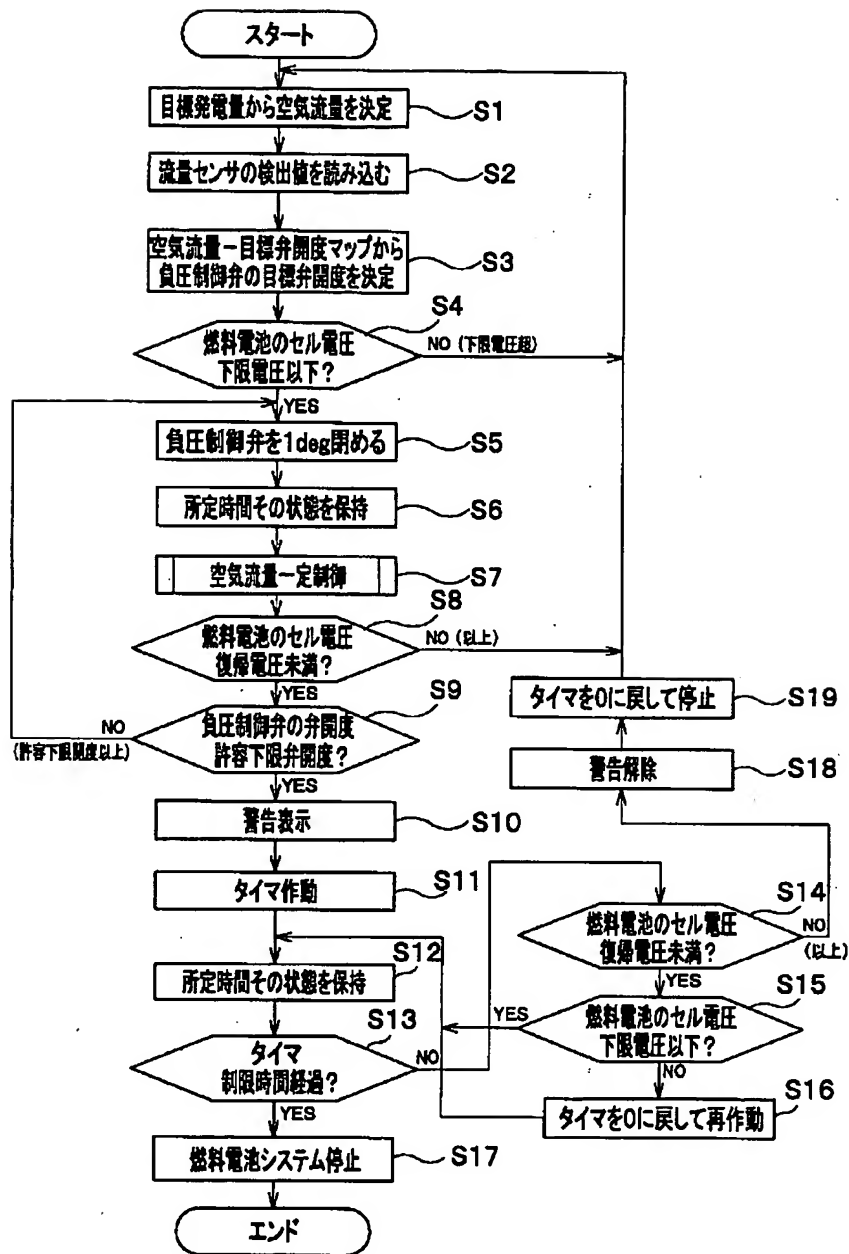 スタート
目標発電量から空気流量を決定
S1
流量センサの検出値を読み込む
S2
空気流量ー目標弁開度マップから
負圧制御弁の目標弁開度を決定
S3
S4
燃料電池のセル電圧
下限電圧以下？
NO（下限電圧超）
YES
負圧制御弁を1deg閉める
S5
所定時間その状態を保持
S6
空気流量一定制御
S7
S8
燃料電池のセル電圧
復帰電圧未満？
NO（以上）
YES
S9
負圧制御弁の弁開度
許容下限弁開度？
NO
（許容下限開度以上）
YES
タイマを0に戻して停止
S19
警告解除
S18
警告表示
S10
タイマ作動
S11
S14
燃料電池のセル電圧
復帰電圧未満？
NO
（以上）
YES
S12
所定時間その状態を保持
S15
燃料電池のセル電圧
下限電圧以下？
YES
NO
S13
タイマ
制限時間経過？
NO
YES
S16
タイマを0に戻して再作動
燃料電池システム停止
S17
エンド